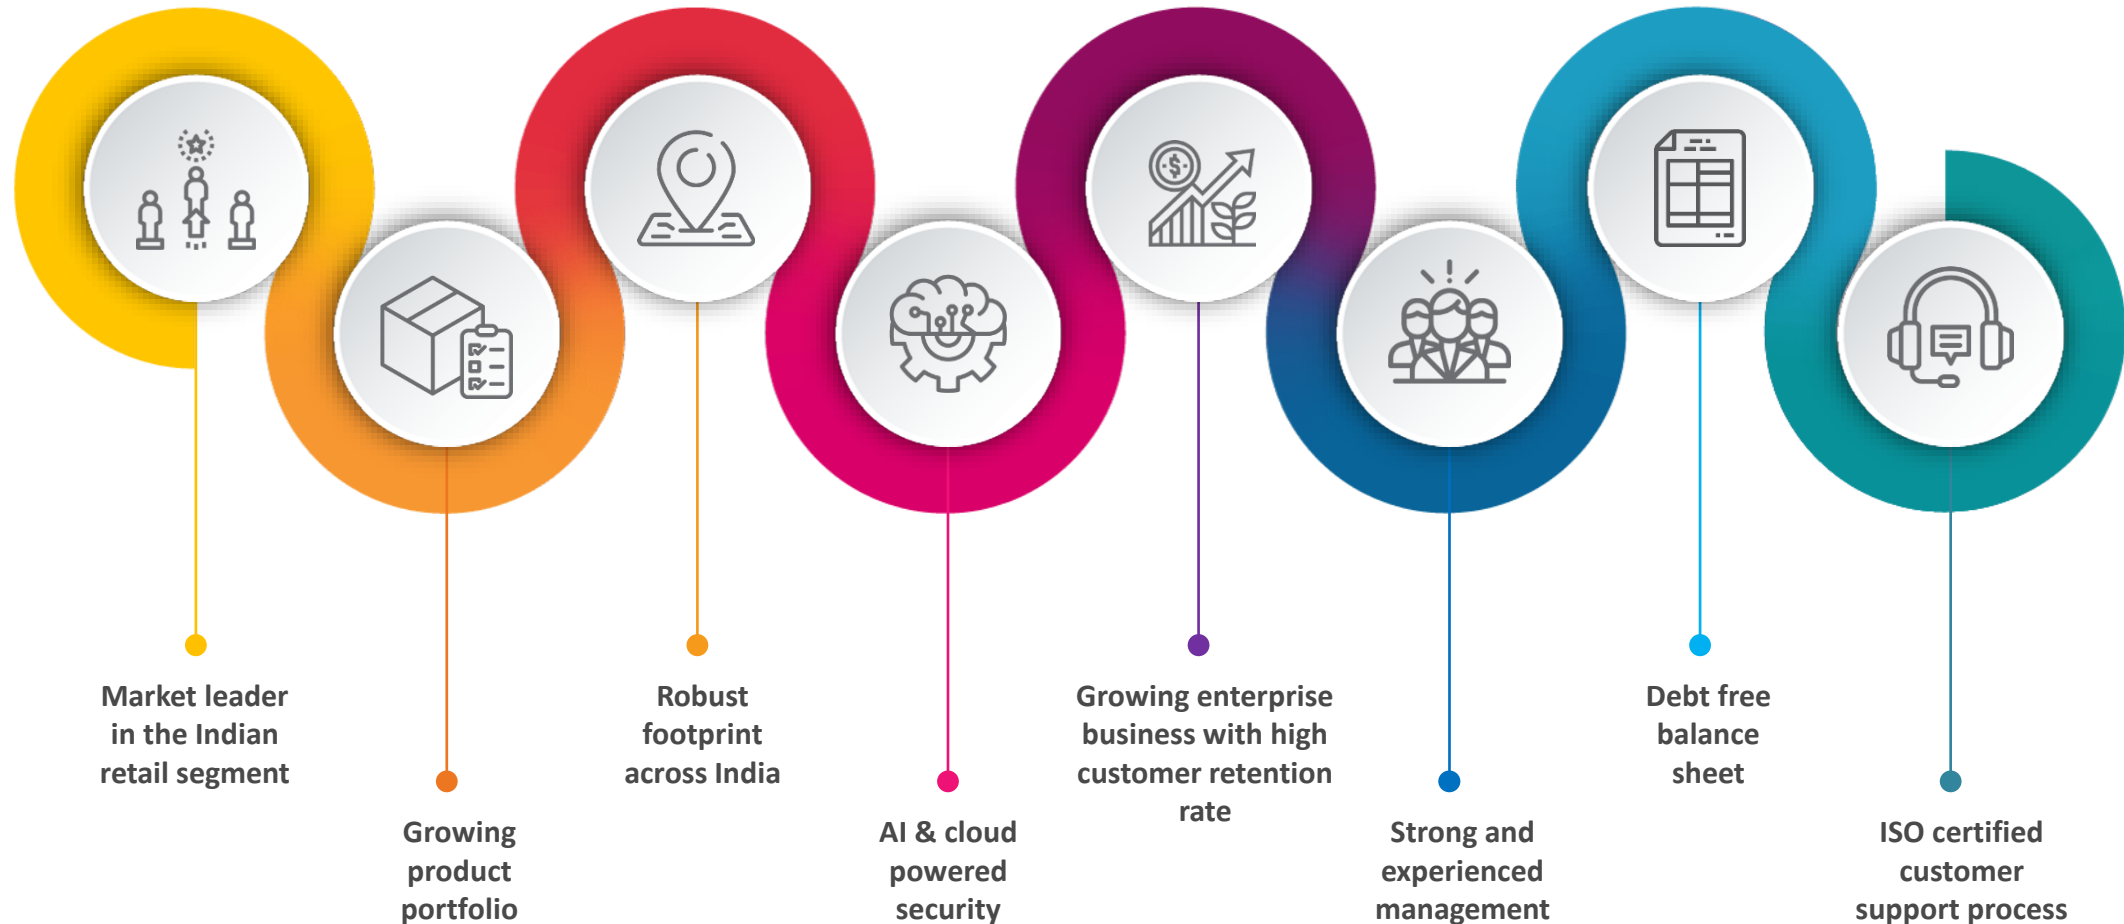 Market leader
in the Indian
retail segment
Growing
product
portfolio
Robust
footprint
across India
AI & cloud
powered
security
Growing enterprise
business with high
customer retention
rate
Strong and
experienced
management
Debt free
balance
sheet
ISO certified
customer
support process